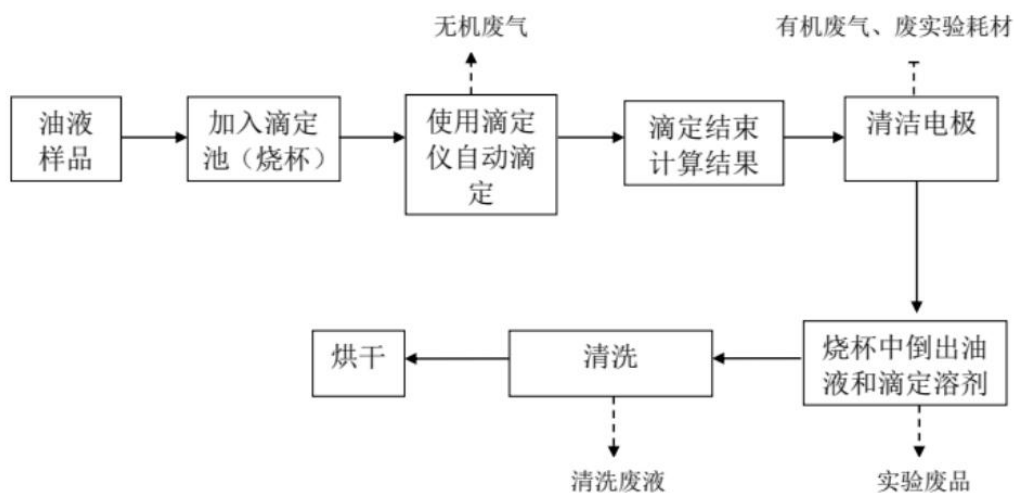 无机废气
有机废气、废实验耗材
油液
样品
加入滴定
池（烧杯）
使用滴定
仪自动滴
定
滴定结束
计算结果
清洁电极
烘干
清洗
烧杯中倒出油
液和滴定溶剂
清洗废液
实验废品